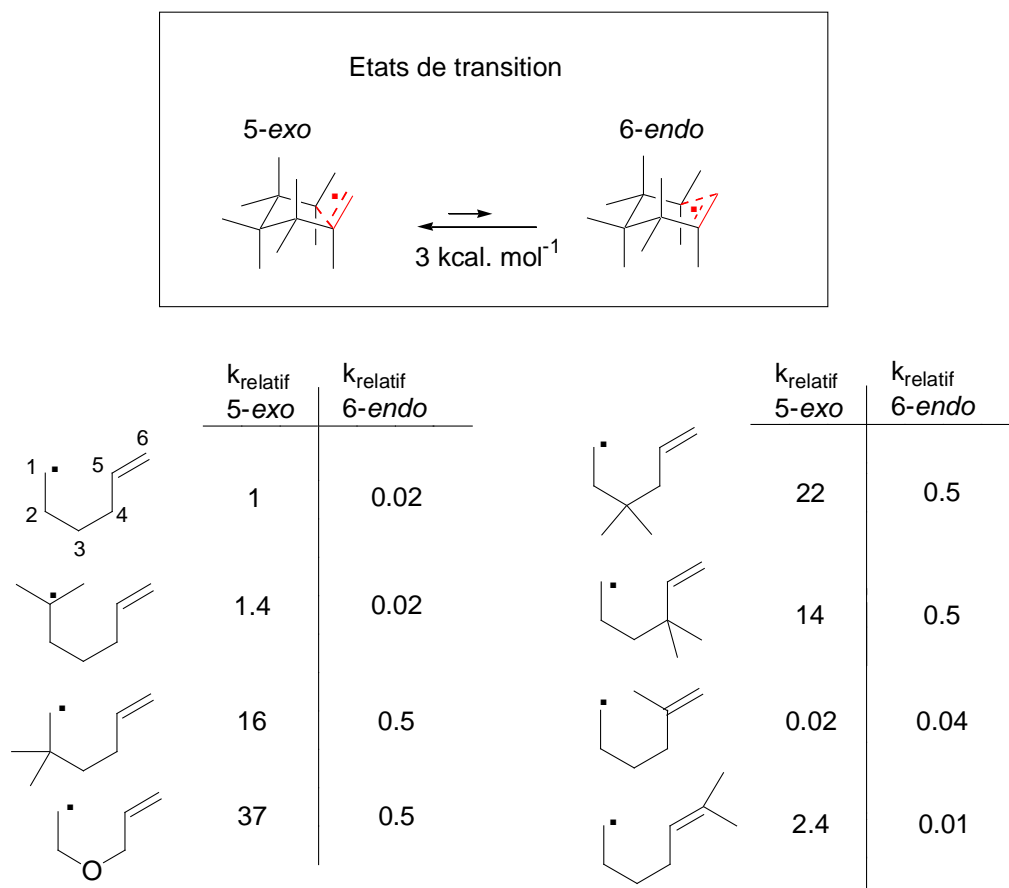 Etats de transition
5-exo
6-endo
3 kcal. mol-1
krelatif krelatif
5-exo 6-endo
1 2 3 4 5 6
1 0.02
1.4 0.02
16 0.5
O
37 0.5
krelatif krelatif
5-exo 6-endo
22 0.5
14 0.5
0.02 0.04
2.4 0.01